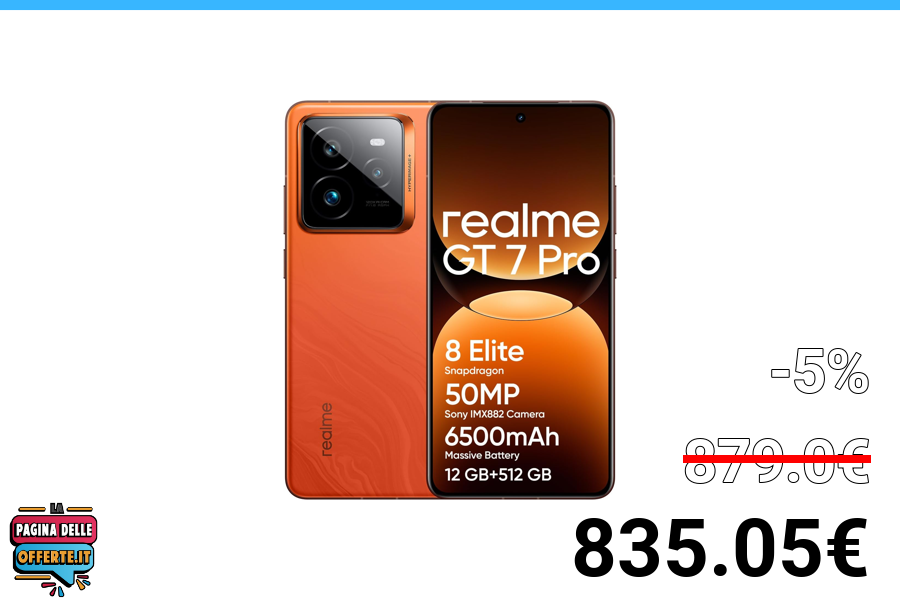 HYPERIMAGE+
realme
realme
GT 7 Pro
8 Elite
Snapdragon
50MP
Sony IMX882 Camera
6500mAh
Massive Battery
12 GB+512 GB
-5%
879.0€
835.05€
LA
PAGINA DELLE
OFFERTE.IT